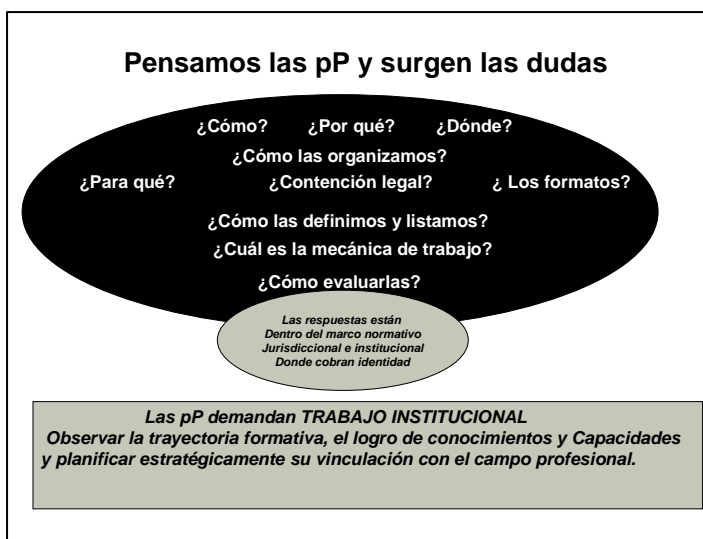 Pensamos las pP y surgen las dudas
¿Cómo? ¿Por qué? ¿Dónde?
¿Cómo las organizamos?
¿Para qué? ¿Contención legal? ¿ Los formatos?
¿Cómo las definimos y listamos?
¿Cuál es la mecánica de trabajo?
¿Cómo evaluarlas?
Las respuestas están
Dentro del marco normativo
Jurisdiccional e institucional
Donde cobran identidad
Las pP demandan TRABAJO INSTITUCIONAL
Observar la trayectoria formativa, el logro de conocimientos y Capacidades
y planificar estratégicamente su vinculación con el campo profesional.